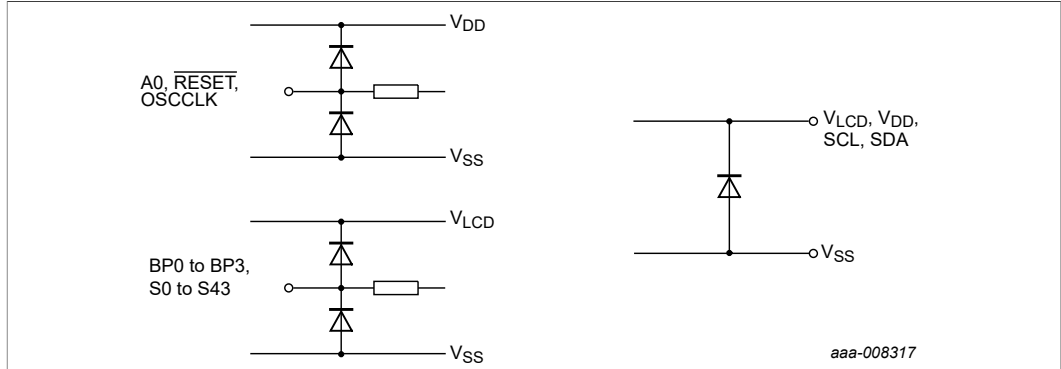 VDD
A0, RESET,
OSCCLK
VSS
VLCD
BP0 to BP3,
S0 to S43
VSS
VLCD, VDD,
SCL, SDA
VSS
aaa-008317